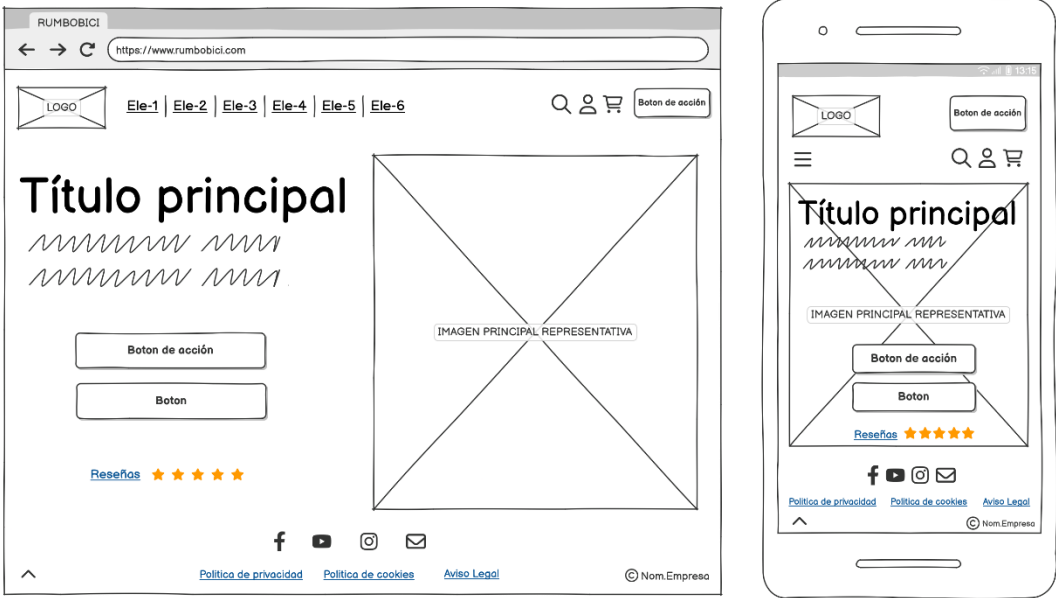 RUMBOBICI
https://www.rumbobici.com
LOGO
Ele-1 | Ele-2 | Ele-3 | Ele-4 | Ele-5 | Ele-6
Boton de acción
Título principal
IMAGEN PRINCIPAL REPRESENTATIVA
Boton de acción
Boton
Reseñas
Politica de privacidad Politica de cookies Aviso Legal
© Nom.Empresa
13:15
LOGO
Boton de acción
Título principal
IMAGEN PRINCIPAL REPRESENTATIVA
Boton de acción
Boton
Reseñas
Politica de privacidad Politica de cookies Aviso Legal
© Nom.Empresa